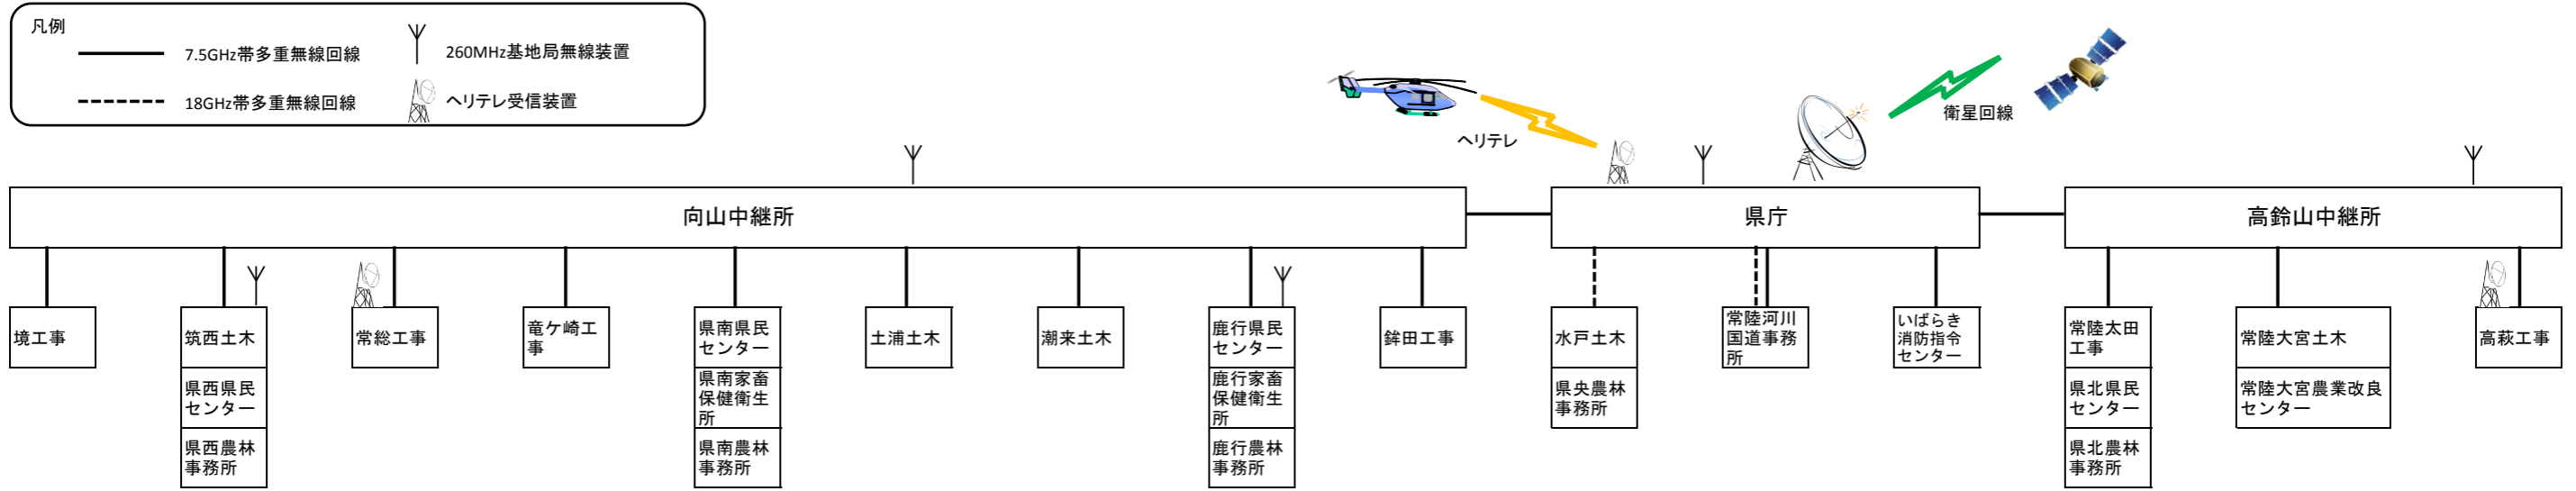 凡例
7.5GHz帯多重無線回線
260MHz基地局無線装置
18GHz帯多重無線回線
ヘリテレ受信装置
ヘリテレ
衛星回線
向山中継所
県庁
高鈴山中継所
境工事
筑西土木
県西県民
センター
県西農林
事務所
常総工事
竜ケ崎工
事
県南県民
センター
県南家畜
保健衛生
所
県南農林
事務所
土浦土木
潮来土木
鹿行県民
センター
鹿行家畜
保健衛生
所
鹿行農林
事務所
鉾田工事
水戸土木
県央農林
事務所
常陸河川
国道事務
所
いばらき
消防指令
センター
常陸太田
工事
県北県民
センター
県北農林
事務所
常陸大宮土木
常陸大宮農業改良
センター
高萩工事